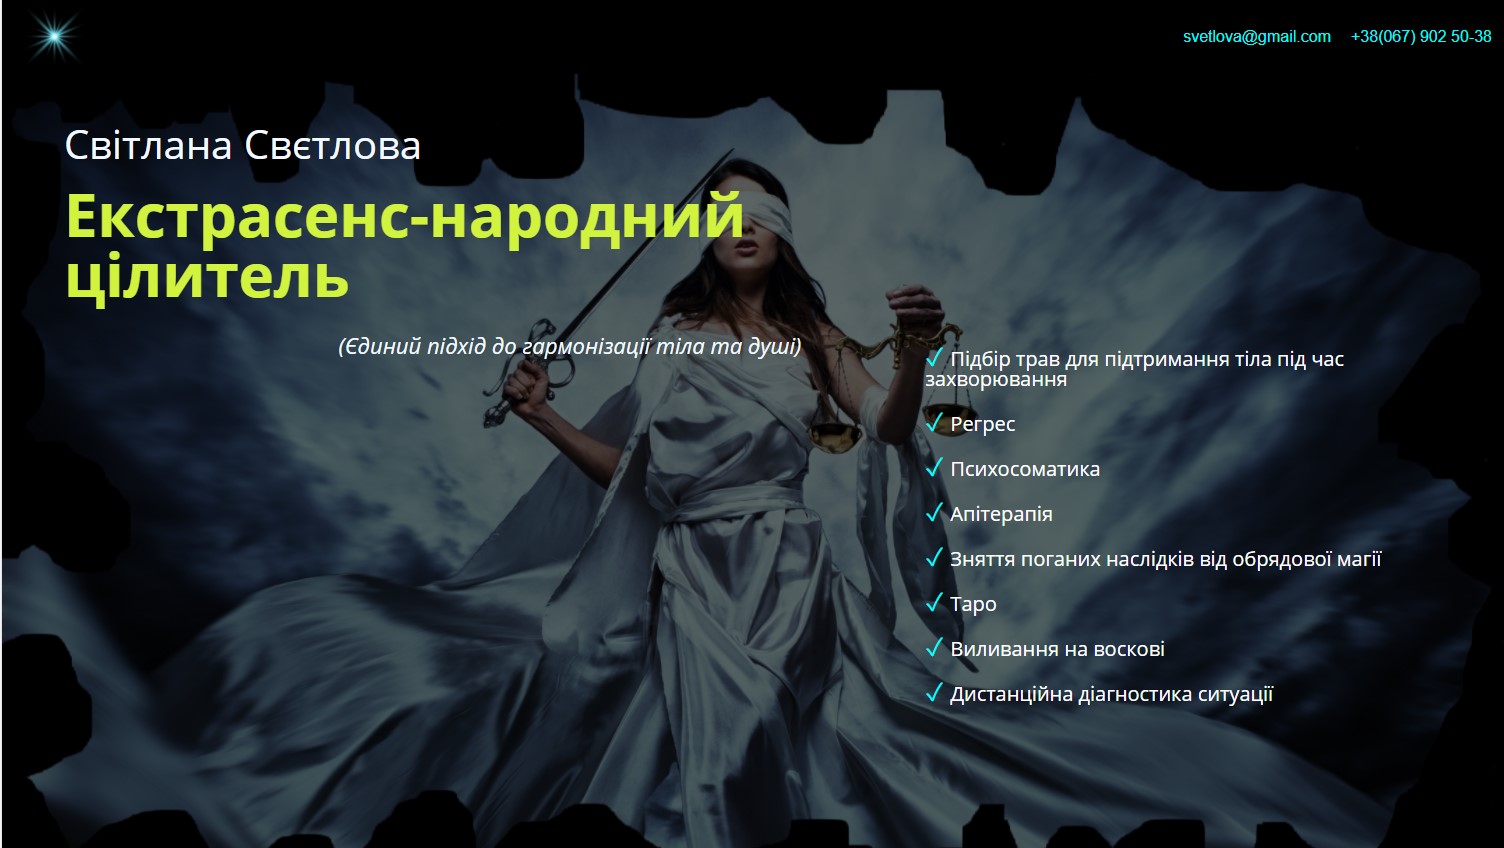 svetlova@gmail.com +38(067) 902 50-38
Світлана Свєтлова
Екстрасенс-народний
цілитель
(Єдиний підхід до гармонізації тіла та душі)
✓ Підбір трав для підтримання тіла під час
захворювання
✓ Регрес
✓ Психосоматика
✓ Апітерапія
✓ Зняття поганих наслідків від обрядової магії
✓ Таро
✓ Виливання на воскові
✓ Дистанційна діагностика ситуації